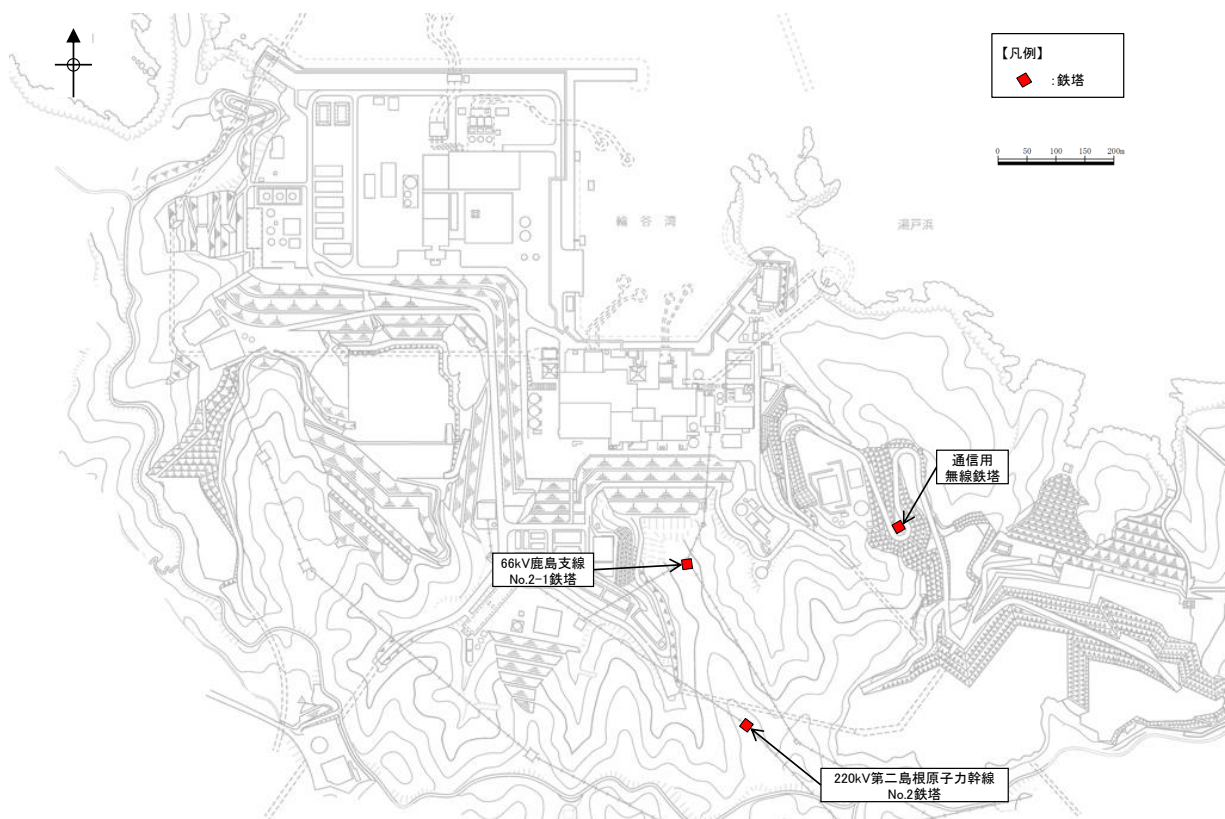 【凡例】
:鉄塔
0 50 100 150 200m
輪谷湾
湯戸浜
通信用
無線鉄塔
66kV鹿島支線
No.2-1鉄塔
220kV第二島根原子力幹線
No.2鉄塔